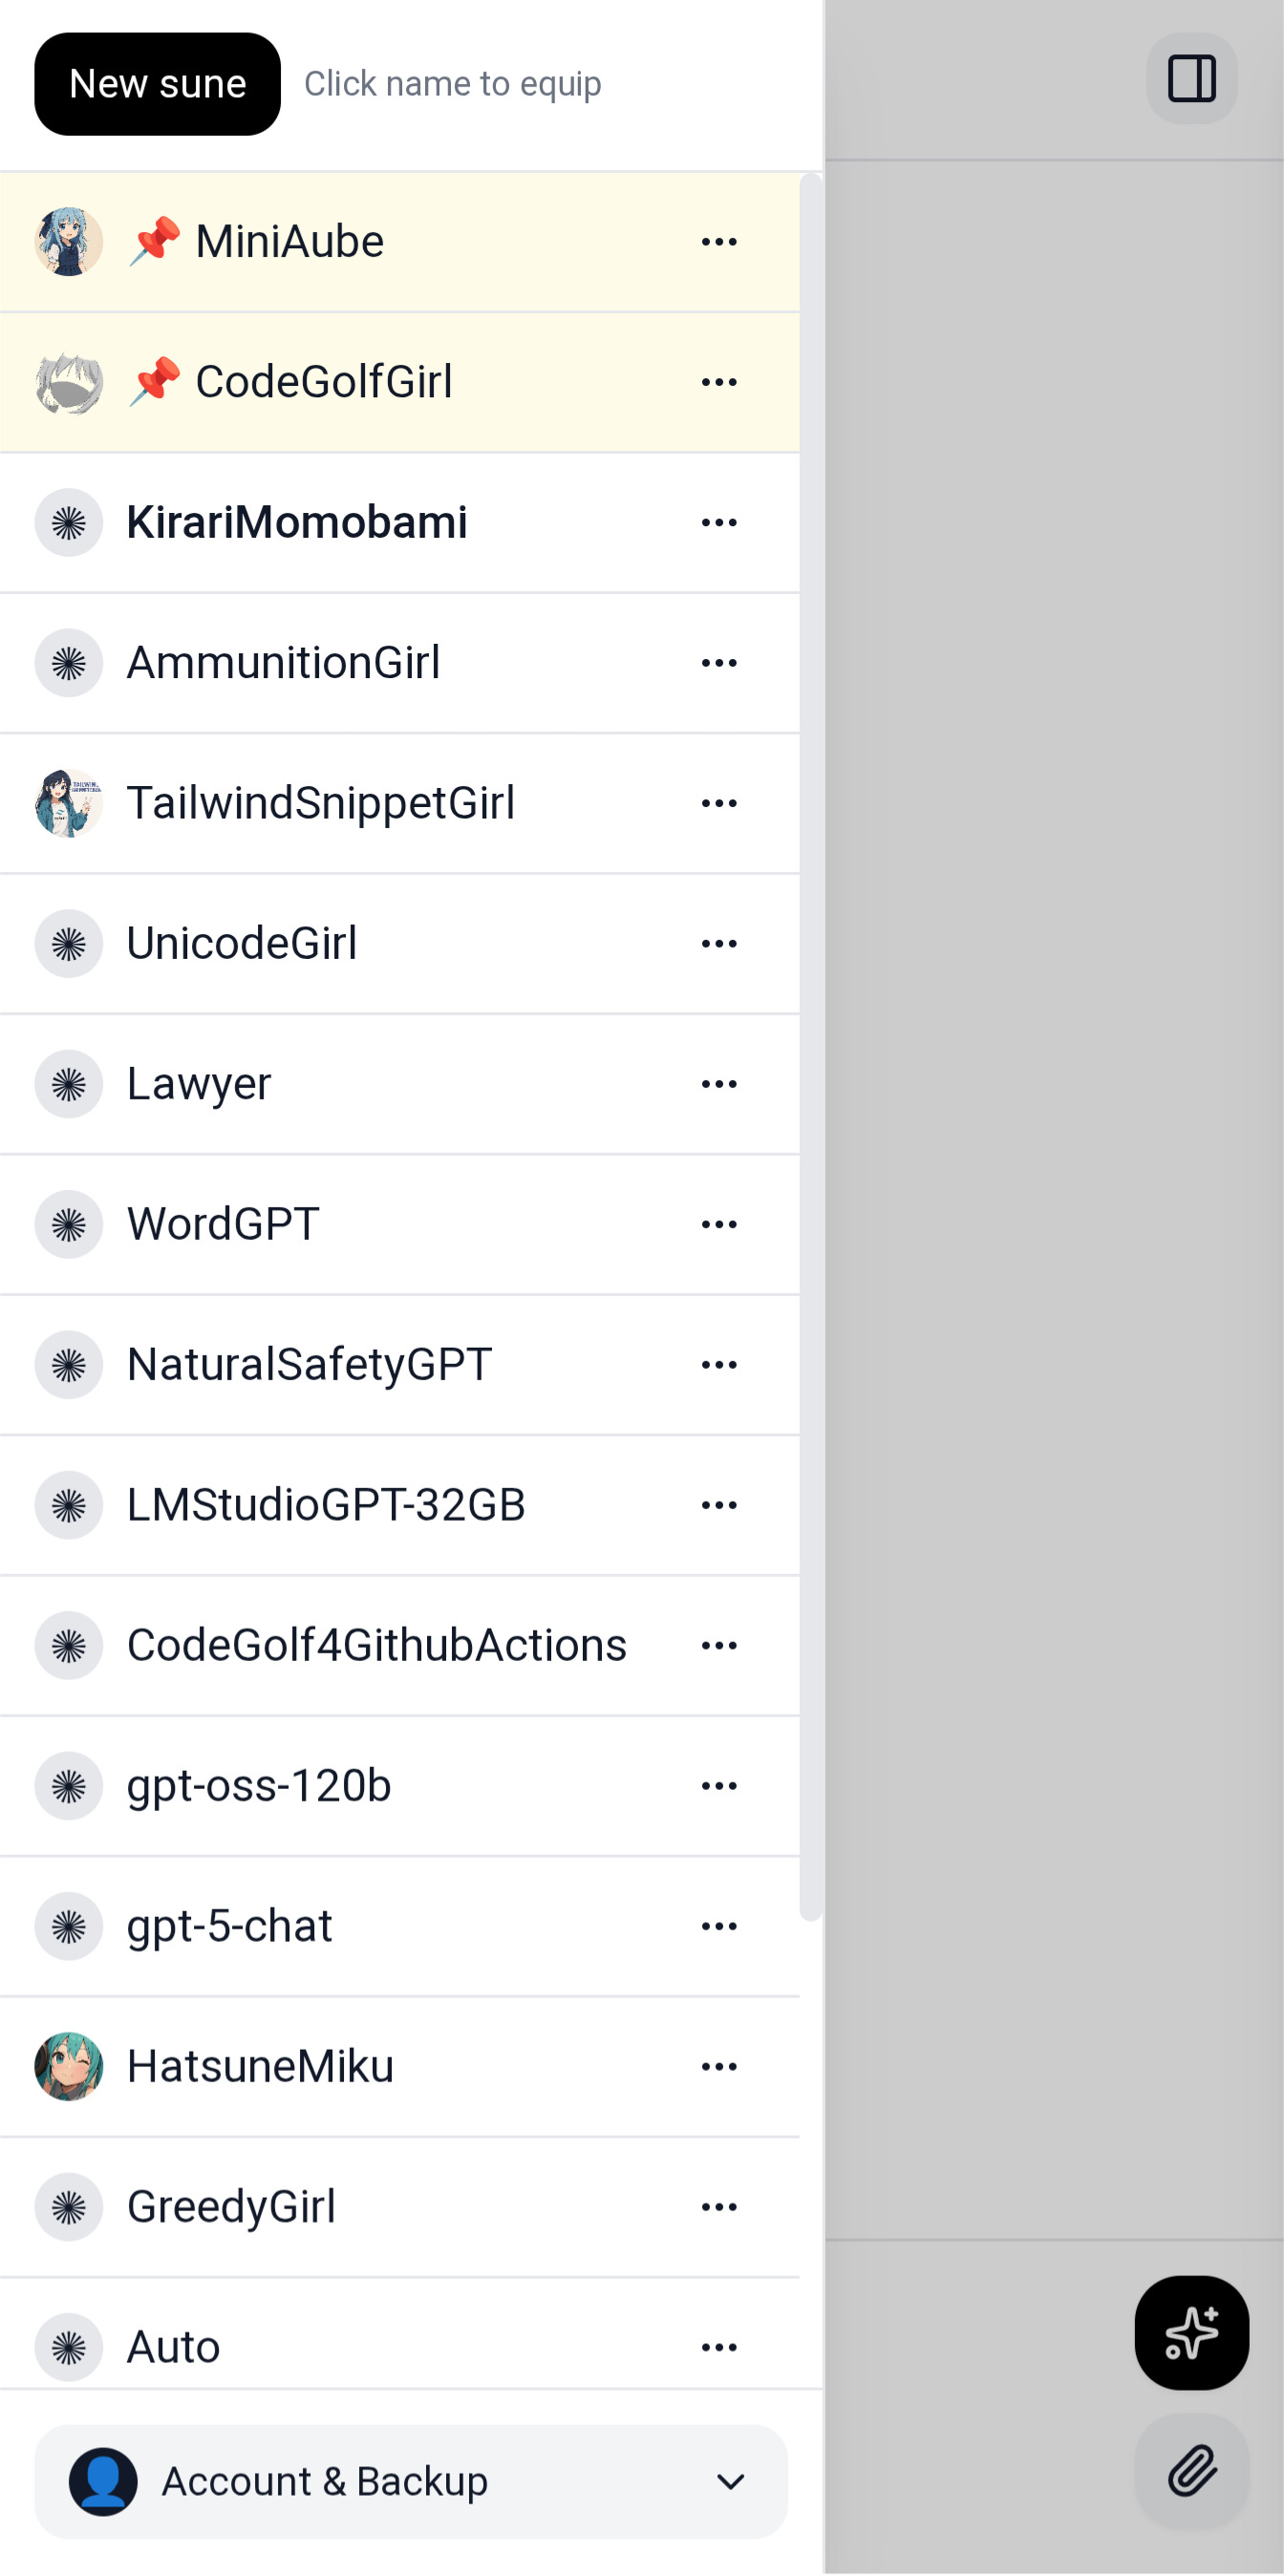 New sune Click name to equip
📌 MiniAube
📌 CodeGolfGirl
KirariMomobami
AmmunitionGirl
TailwindSnippetGirl
UnicodeGirl
Lawyer
WordGPT
NaturalSafetyGPT
LMStudioGPT-32GB
CodeGolf4GithubActions
gpt-oss-120b
gpt-5-chat
HatsuneMiku
GreedyGirl
Auto
Account & Backup